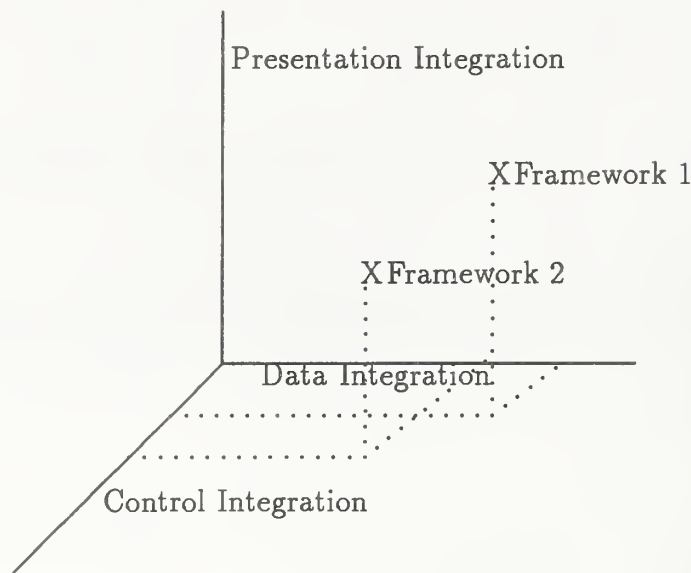 Presentation Integration
XFramework 1
XFramework 2
Data Integration
Control Integration